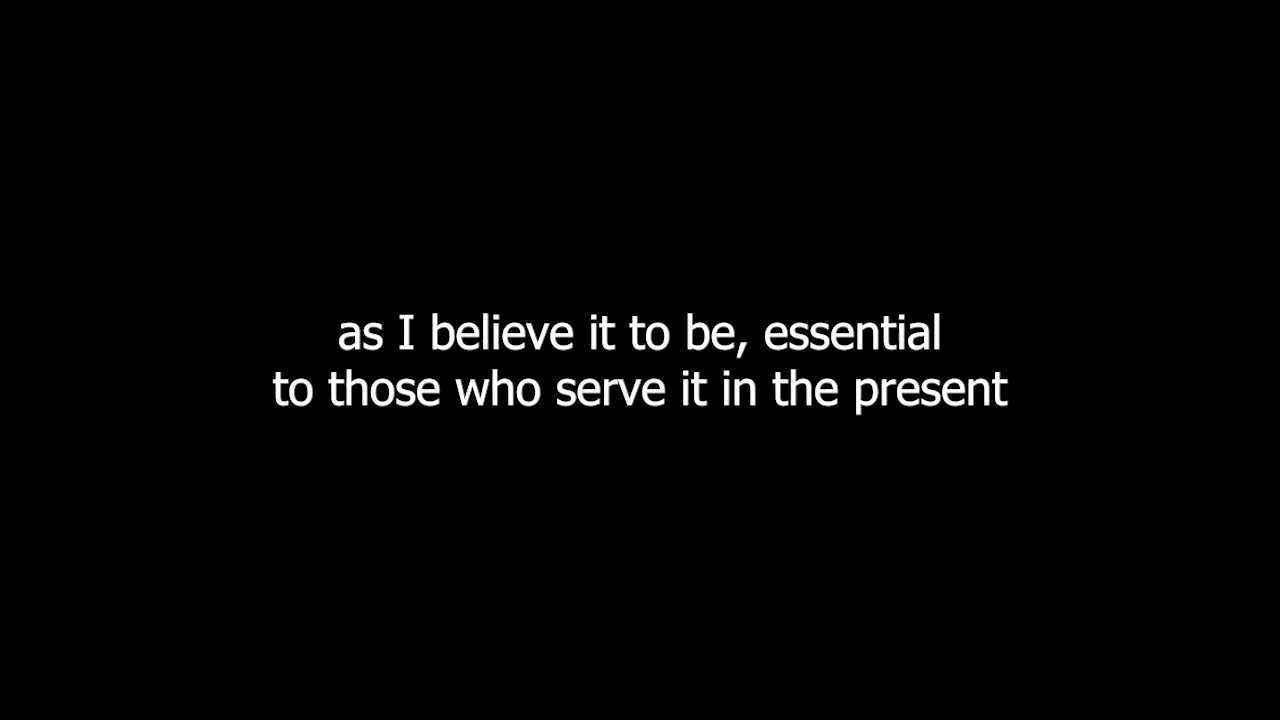 as I believe it to be, essential
to those who serve it in the present